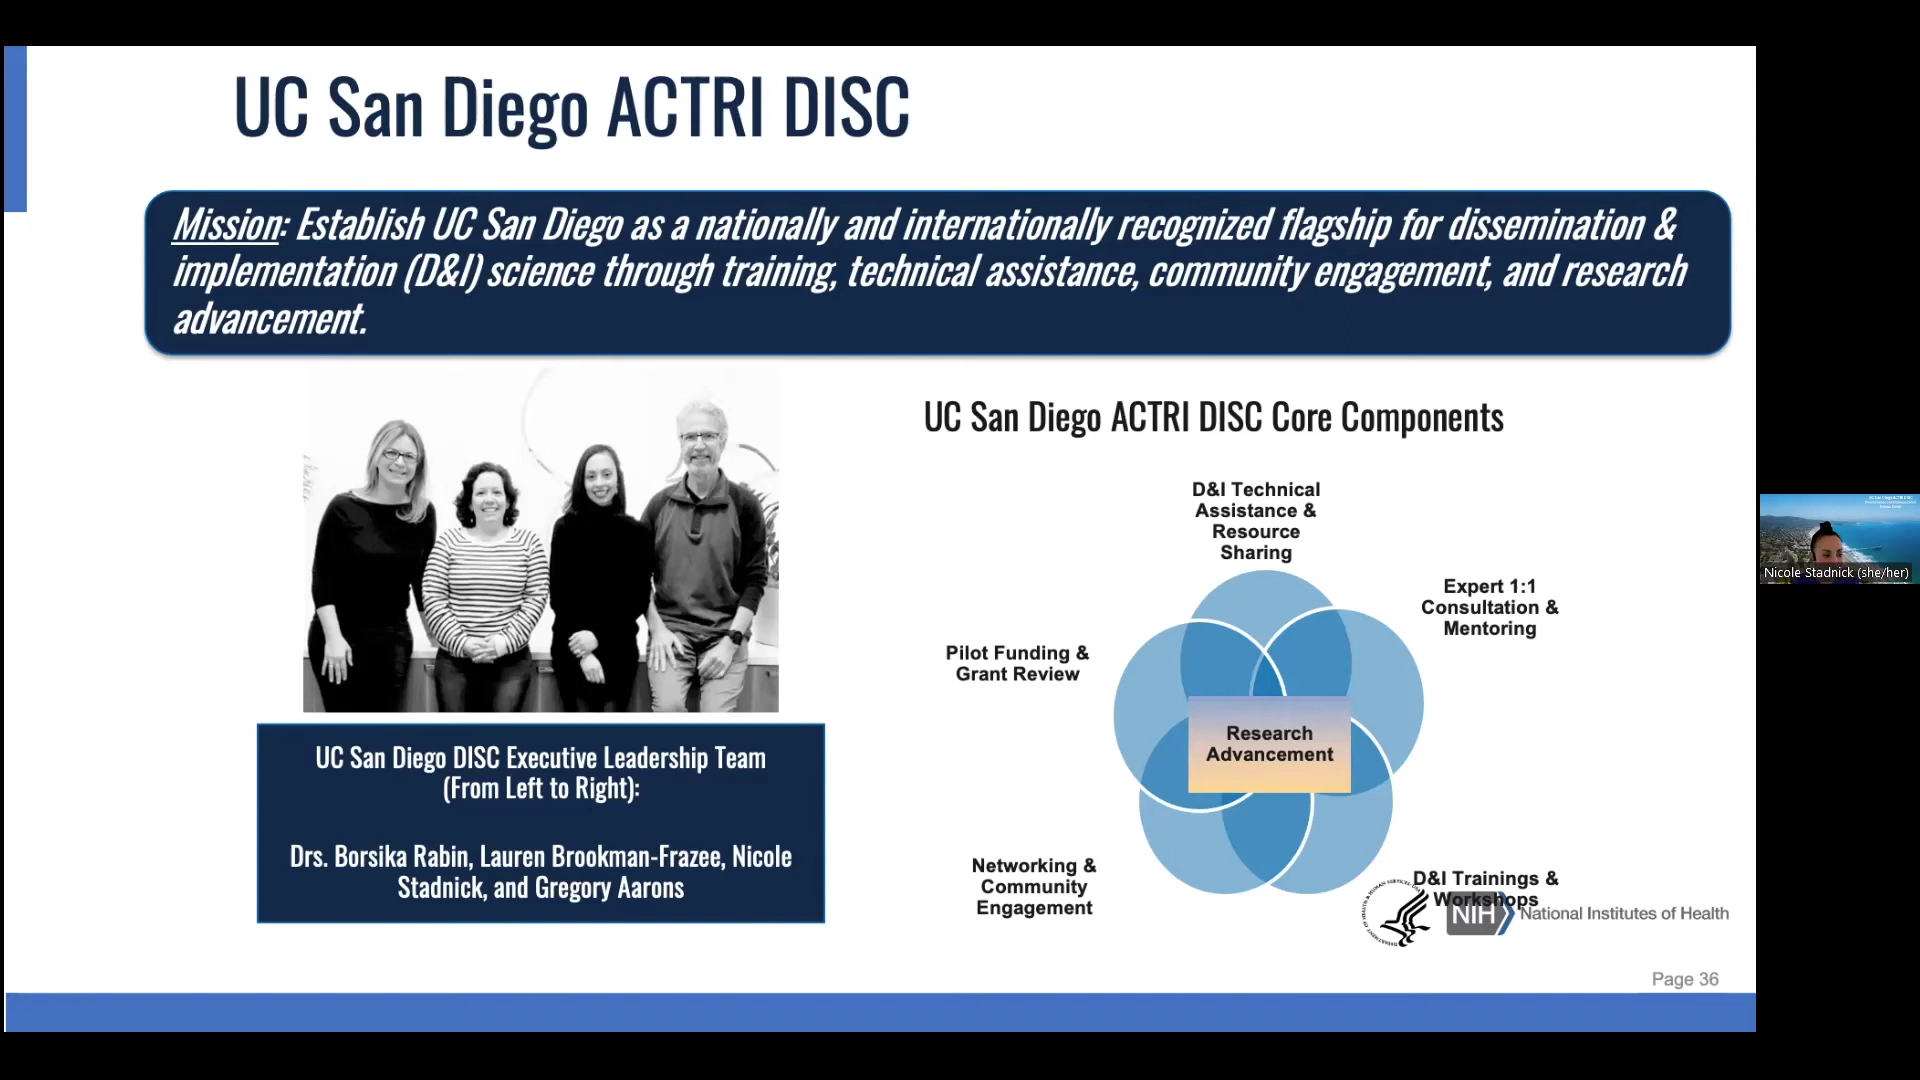 UC San Diego ACTRI DISC
Mission: Establish UC San Diego as a nationally and internationally recognized flagship for dissemination &
implementation (D&I) science through training, technical assistance, community engagement, and research
advancement.
UC San Diego DISC Executive Leadership Team
(From Left to Right):
Drs. Borsika Rabin, Lauren Brookman-Frazee, Nicole
Stadnick, and Gregory Aarons
UC San Diego ACTRI DISC Core Components
D&I Technical
Assistance &
Resource
Sharing
Expert 1:1
Consultation &
Mentoring
Pilot Funding &
Grant Review
Research
Advancement
Networking &
Community
Engagement
D&I Trainings &
Workshops
NIH
National Institutes of Health
Page 36
Nicole Stadnick (she/her)